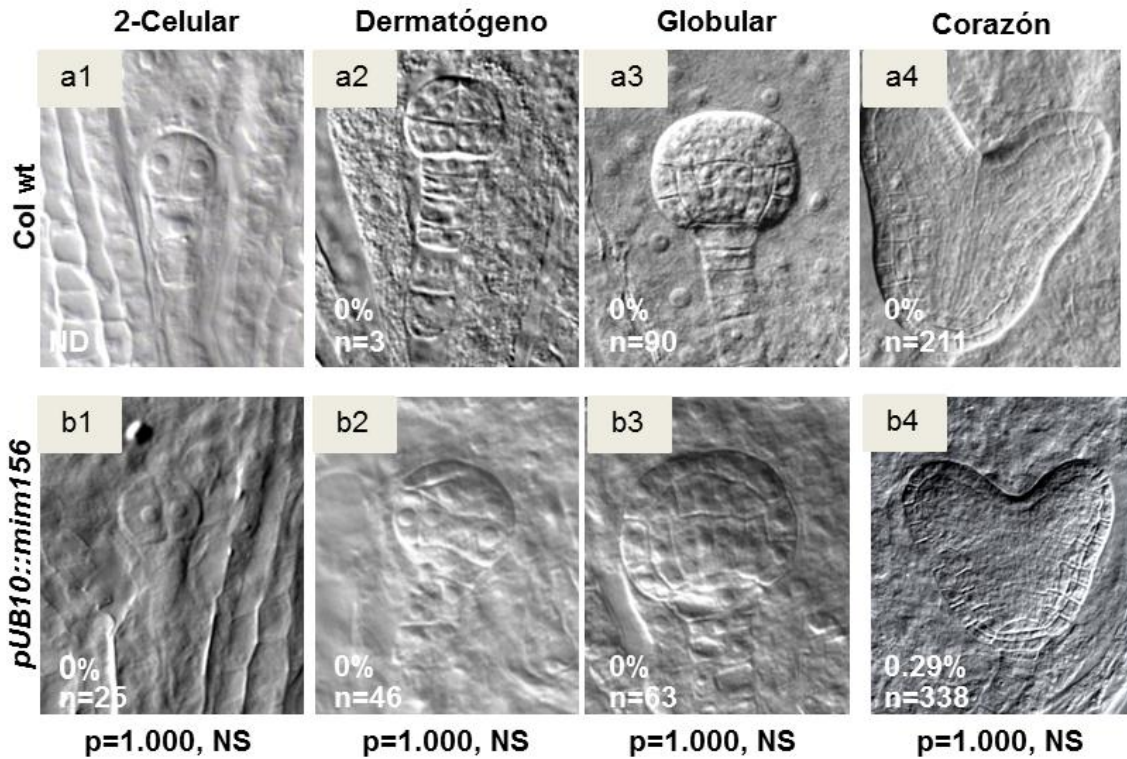 2-Celular
Dermatógeno
Globular
Corazón
Col wt
a1
ND
a2
0%
n=3
a3
0%
n=90
a4
0%
n=211
pUB10::mim156
b1
0%
n=25
b2
0%
n=46
b3
0%
n=63
b4
0.29%
n=338
p=1.000, NS
p=1.000, NS
p=1.000, NS
p=1.000, NS